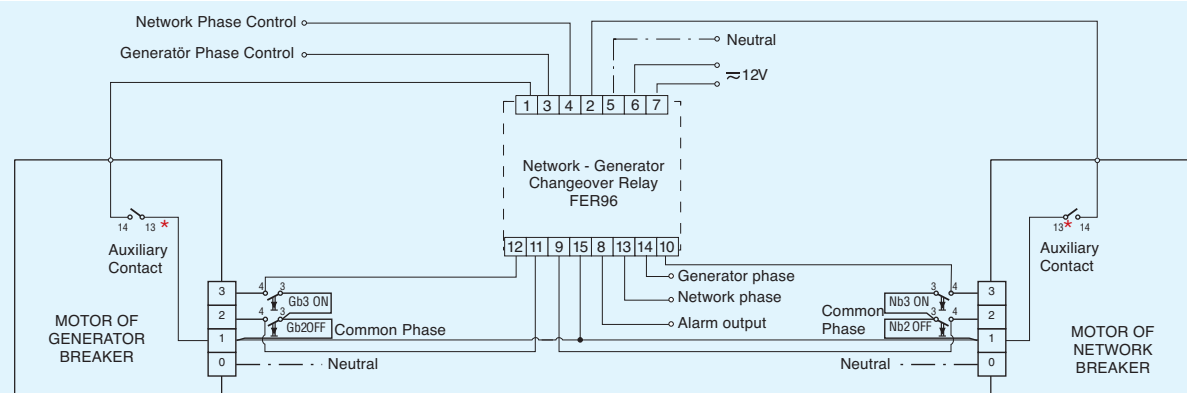 Network Phase Control
Generatör Phase Control
Neutral
≂12V
1 3 4 2 5 6 7
Network - Generator
Changeover Relay
FER96
12 11 9 15 8 13 14 10
14 13 *
Auxiliary
Contact
13* 14
Auxiliary
Contact
Generator phase
Network phase
Alarm output
MOTOR OF
GENERATOR
BREAKER
3
2
1
0
4 3
Gb3 ON
4 3
Gb2OFF
Common Phase
Neutral
Common
Phase
3 4
Nb3 ON
3 4
Nb2 OFF
Neutral
3
2
1
0
MOTOR OF
NETWORK
BREAKER